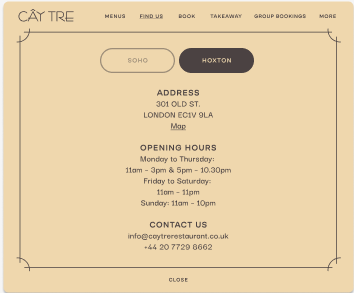 CÂY TRE
MENUS FIND US BOOK TAKEAWAY GROUP BOOKINGS MORE
SOHO HOXTON
ADDRESS
301 OLD ST.
LONDON EC1V 9LA
Map
OPENING HOURS
Monday to Thursday:
11am – 3pm & 5pm – 10.30pm
Friday to Saturday:
11am – 11pm
Sunday: 11am – 10pm
CONTACT US
info@caytrerestaurant.co.uk
+44 20 7729 8662
CLOSE